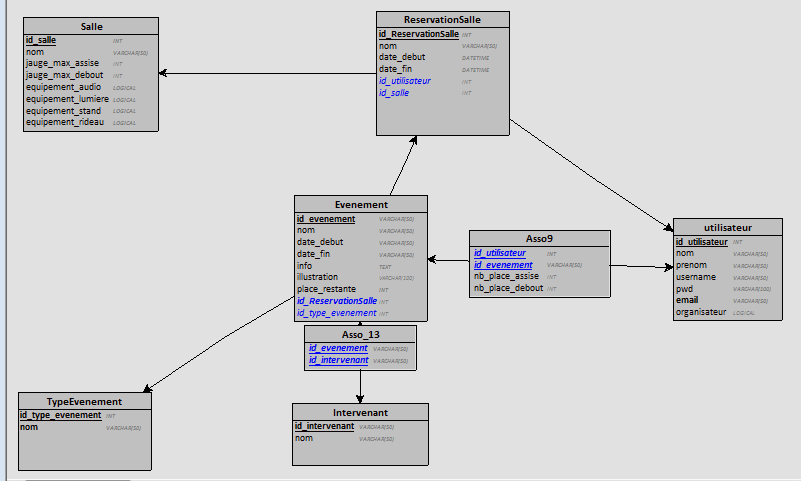 Salle
id_salle INT
nom VARCHAR(50)
jauge_max_assise INT
jauge_max_debout INT
equipement_audio LOGICAL
equipement_lumiere LOGICAL
equipement_stand LOGICAL
equipement_rideau LOGICAL
ReservationSalle
id_ReservationSalle INT
nom VARCHAR(50)
date_debut DATETIME
date_fin DATETIME
id_utilisateur INT
id_salle INT
Evenement
id_evenement VARCHAR(50)
nom VARCHAR(50)
date_debut VARCHAR(50)
date_fin VARCHAR(50)
info TEXT
illustration VARCHAR(100)
place_restante INT
id_ReservationSalle INT
id_type_evenement INT
Asso9
id_utilisateur INT
id_evenement VARCHAR(50)
nb_place_assise INT
nb_place_debout INT
utilisateur
id_utilisateur INT
nom VARCHAR(50)
prenom VARCHAR(50)
username VARCHAR(50)
pwd VARCHAR(100)
email VARCHAR(50)
organisateur LOGICAL
Asso_13
id_evenement VARCHAR(50)
id_intervenant VARCHAR(50)
TypeEvenement
id_type_evenement INT
nom VARCHAR(50)
Intervenant
id_intervenant VARCHAR(50)
nom VARCHAR(50)